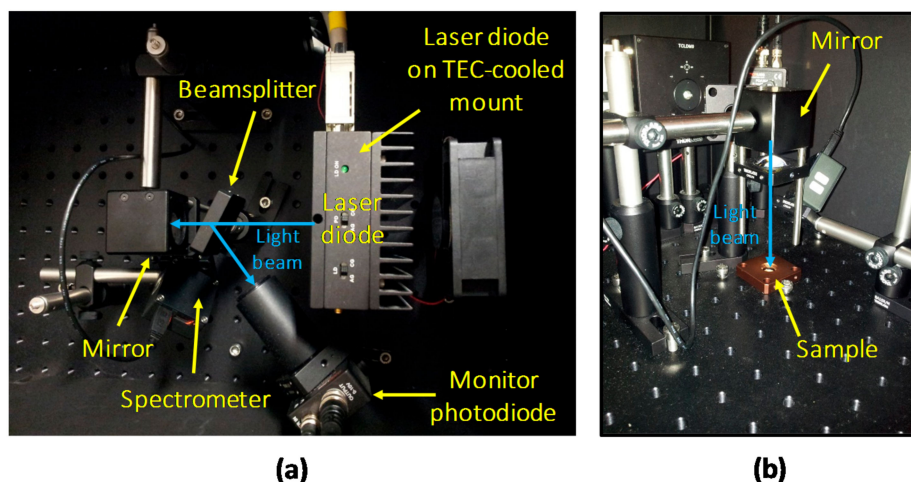 Laser diode
on TEC-cooled
mount
Beamsplitter
Laser
diode
Light
beam
Mirror
Spectrometer
Monitor
photodiode
(a)
Mirror
Light
beam
Sample
(b)